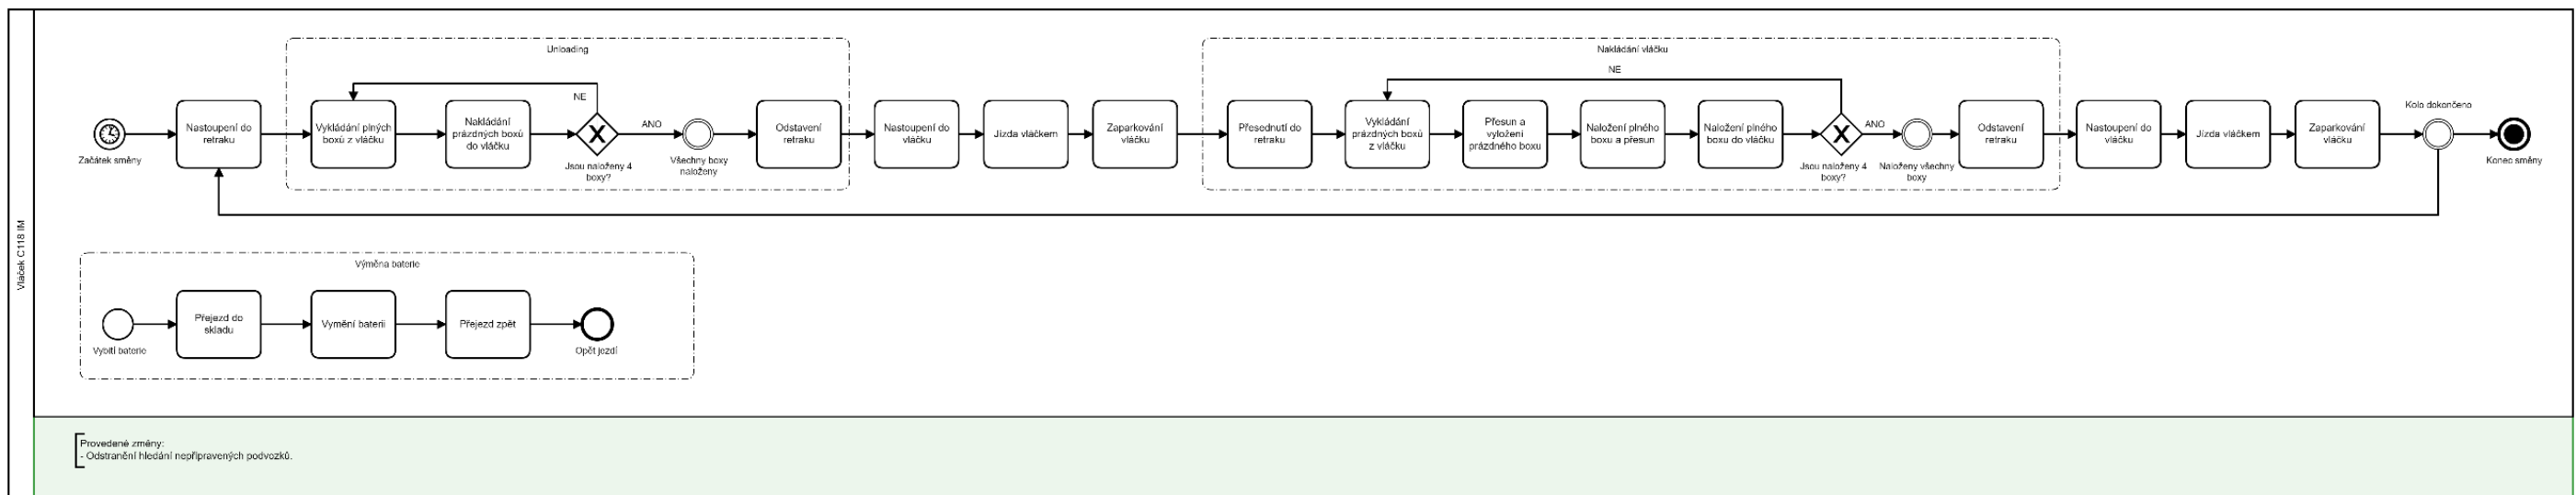 Vláček C118 IM
Unloading
Začátek směny
Nastoupení do
retraku
Vykládání plných
boxů z vláčku
Nakládání
prázdných boxů
do vláčku
NE
Jsou naloženy 4
boxy?
ANO
Všechny boxy
naloženy
Odstavení
retraku
Nastoupení do
vláčku
Jízda vláčkem
Zaparkování
vláčku
Nakládání vláčku
Přesednutí do
retraku
Vykládání
prázdných boxů
z vláčku
Přesun a
vyložení
prázdného boxu
Naložení plného
boxu a přesun
Naložení plného
boxu do vláčku
NE
Jsou naloženy 4
boxy?
ANO
Naloženy všechny
boxy
Odstavení
retraku
Nastoupení do
vláčku
Jízda vláčkem
Zaparkování
vláčku
Kolo dokončeno
Konec směny
Výměna baterie
Vybití baterie
Přejezd do
skladu
Vymění baterii
Přejezd zpět
Opět jezdí
Provedené změny:
- Odstranění hledání nepřipravených podvozků.